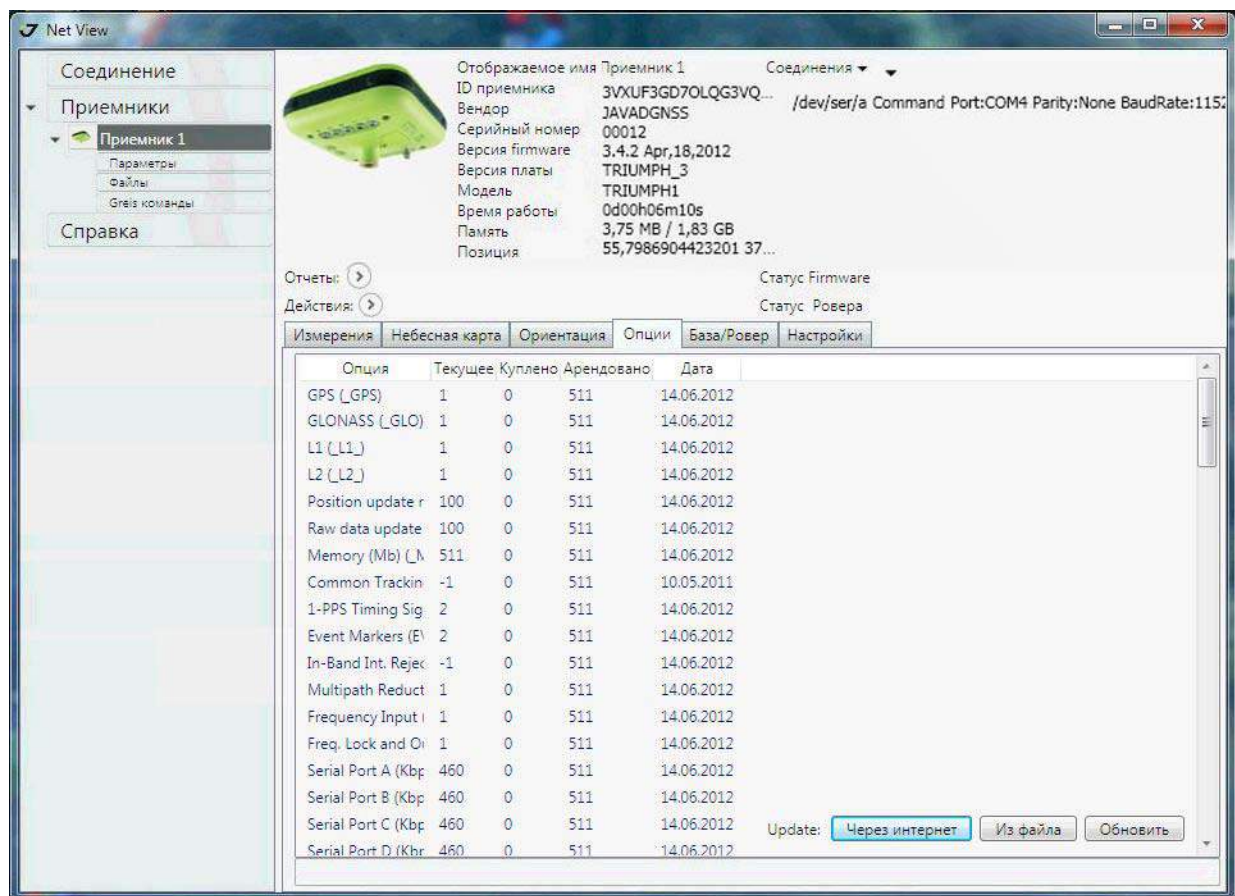 Net View
Соединение
Приемники
Приемник 1
Параметры
Файлы
Greis команды
Справка
Отображаемое имя Приемник 1
ID приемника 3VXUF3GD7OLQG3VQ...
Вендор JAVADGNSS
Серийный номер 00012
Версия firmware 3.4.2 Apr,18,2012
Версия платы TRIUMPH_3
Модель TRIUMPH1
Время работы 0d00h06m10s
Память 3,75 MB / 1,83 GB
Позиция 55,7986904423201 37...
Соединения
/dev/ser/a Command Port:COM4 Parity:None BaudRate:1152
Отчеты:
Статус Firmware
Действия:
Статус Ровера
Измерения Небесная карта Ориентация Опции База/Ровер Настройки
Опция Текущее Куплено Арендовано Дата
GPS (_GPS) 1 0 511 14.06.2012
GLONASS (_GLO) 1 0 511 14.06.2012
L1 (_L1_) 1 0 511 14.06.2012
L2 (_L2_) 1 0 511 14.06.2012
Position update r 100 0 511 14.06.2012
Raw data update 100 0 511 14.06.2012
Memory (Mb) (_M 511 0 511 14.06.2012
Common Trackin -1 0 511 10.05.2011
1-PPS Timing Sig 2 0 511 14.06.2012
Event Markers (EV 2 0 511 14.06.2012
In-Band Int. Rejec -1 0 511 14.06.2012
Multipath Reduct 1 0 511 14.06.2012
Frequency Input ( 1 0 511 14.06.2012
Freq. Lock and Ou 1 0 511 14.06.2012
Serial Port A (Kbp 460 0 511 14.06.2012
Serial Port B (Kbp 460 0 511 14.06.2012
Serial Port C (Kbp 460 0 511 14.06.2012
Serial Port D (Kbp 460 0 511 14.06.2012
Update: Через интернет Из файла Обновить